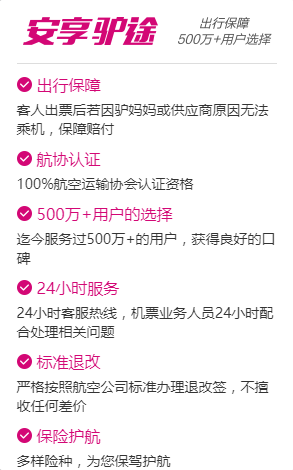 安享驴途
出行保障
500万+用户选择
出行保障
客人出票后若因驴妈妈或供应商原因无法
乘机，保障赔付
航协认证
100%航空运输协会认证资格
500万+用户的选择
迄今服务过500万+的用户，获得良好的口
碑
24小时服务
24小时客服热线，机票业务人员24小时配
合处理相关问题
标准退改
严格按照航空公司标准办理退改签，不擅
收任何差价
保险护航
多样险种，为您保驾护航